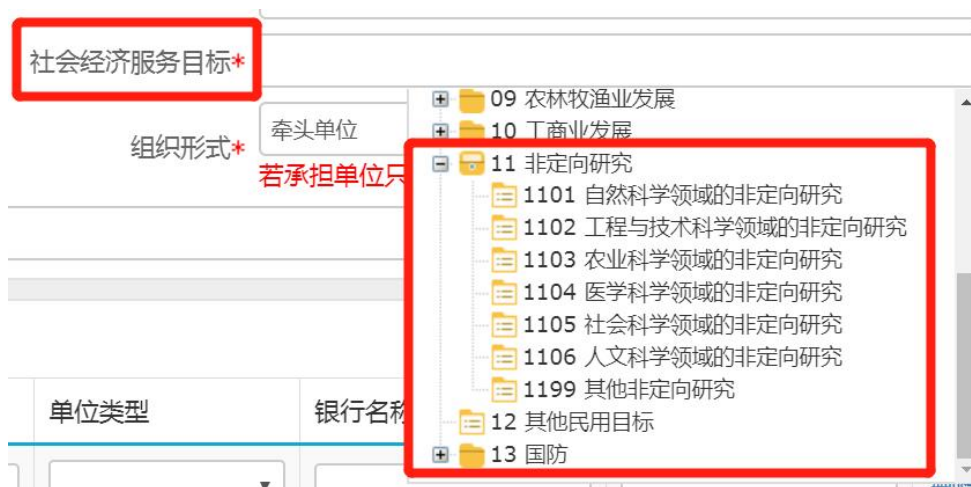 社会经济服务目标*
09 农林牧渔业发展
10 工商业发展
组织形式*
牵头单位
若承担单位只
11 非定向研究
1101 自然科学领域的非定向研究
1102 工程与技术科学领域的非定向研究
1103 农业科学领域的非定向研究
1104 医学科学领域的非定向研究
1105 社会科学领域的非定向研究
1106 人文科学领域的非定向研究
1199 其他非定向研究
12 其他民用目标
13 国防
单位类型
银行名称